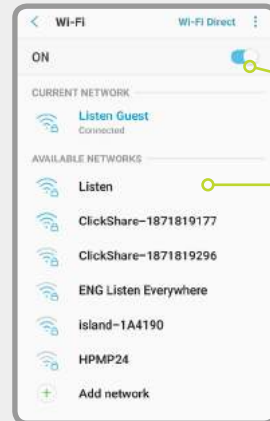 Wi-Fi Wi-Fi Direct
ON
CURRENT NETWORK
Listen Guest
Connected
AVAILABLE NETWORKS
Listen
ClickShare-1871819177
ClickShare-1871819296
ENG Listen Everywhere
island-1A4190
HPMP24
Add network